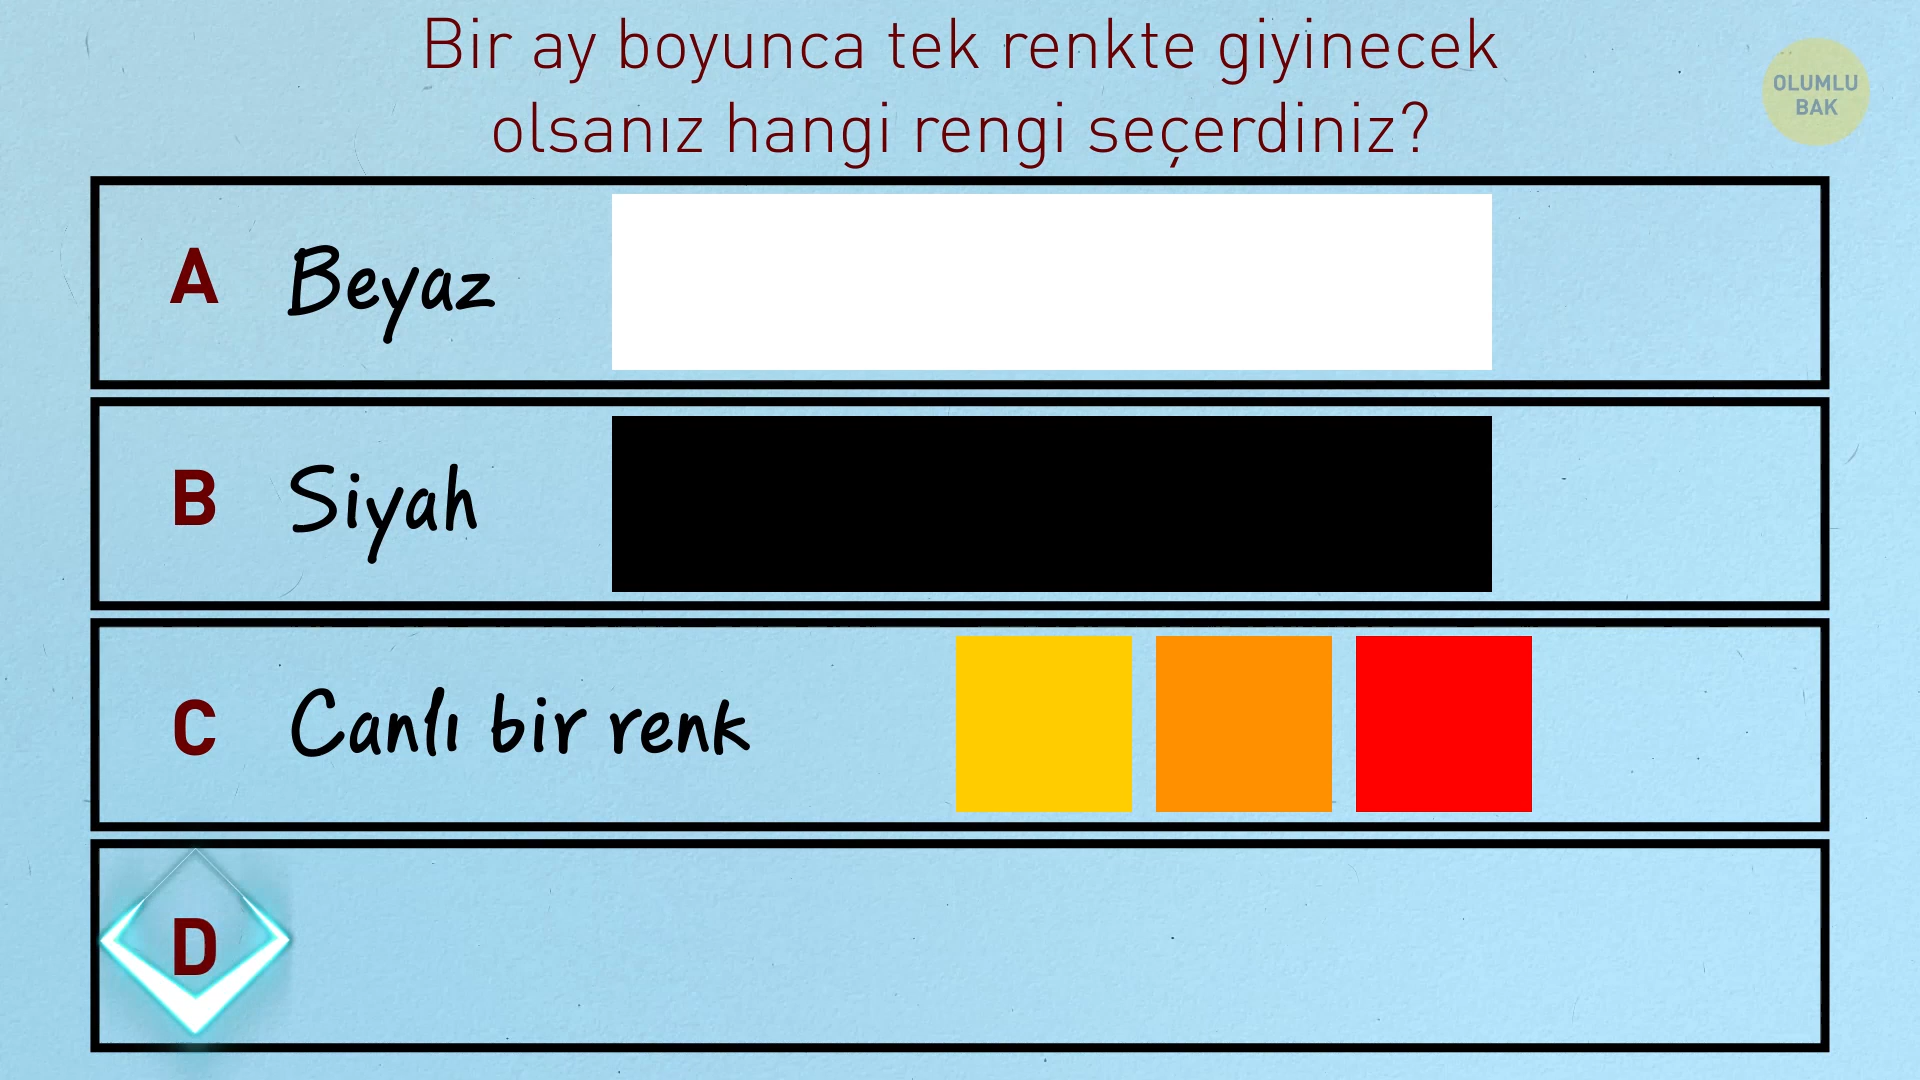 Bir ay boyunca tek renkte giyinecek
olsanız hangi rengi seçerdiniz?
OLUMLU
BAK
A Beyaz
B Siyah
C Canlı bir renk
D